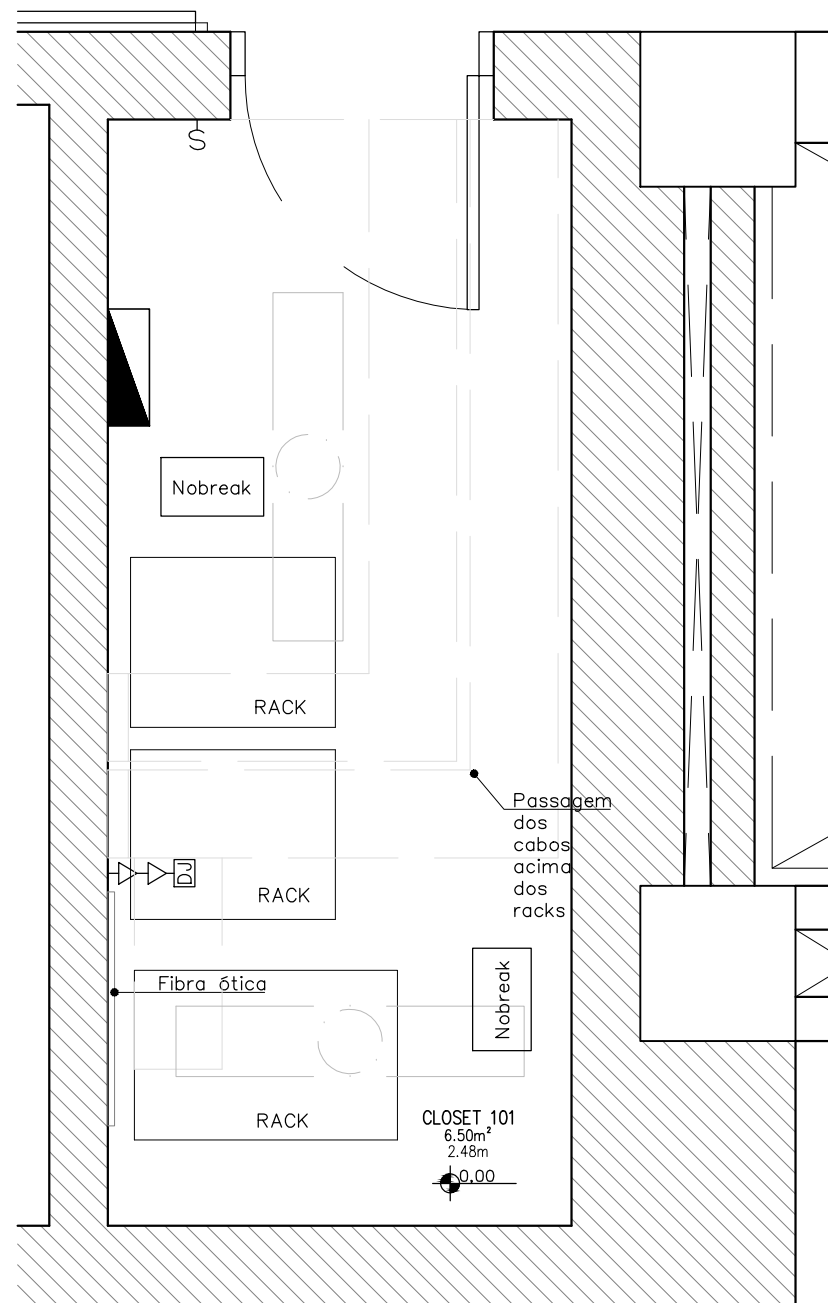 S
Nobreak
RACK
Passagem
dos
cabos
acima
dos
racks
DJ
RACK
Nobreak
Fibra ótica
RACK
CLOSET 101
6.50m²
2.48m
0,00